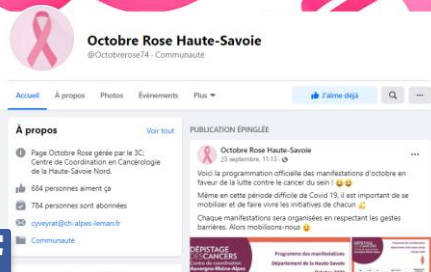 Octobre Rose Haute-Savoie
@Octobrerose74 - Communauté
Accueil À propos Photos Évènements Plus J'aime déjà
À propos Voir tout
Page Octobre Rose gérée par le 3C: Centre de Coordination en Cancérologie de la Haute-Savoie Nord.
684 personnes aiment ça
784 personnes sont abonnées
cyveyrat@ch-alpes-leman.fr
Communauté
PUBLICATION ÉPINGLÉE
Octobre Rose Haute-Savoie
23 septembre, 11:13
Voici la programmation officielle des manifestations d'octobre en
faveur de la lutte contre le cancer du sein !
Même en cette période difficile de Covid 19, il est important de se
mobiliser et de faire vivre les initiatives de chacun
Chaque manifestations sera organisées en respectant les gestes
barrières. Alors mobilisons-nous
DÉPISTAGE
DES CANCERS
Centre de coordination
Auvergne-Rhône-Alpes
Programme des manifestations
Département de la Haute Savoie